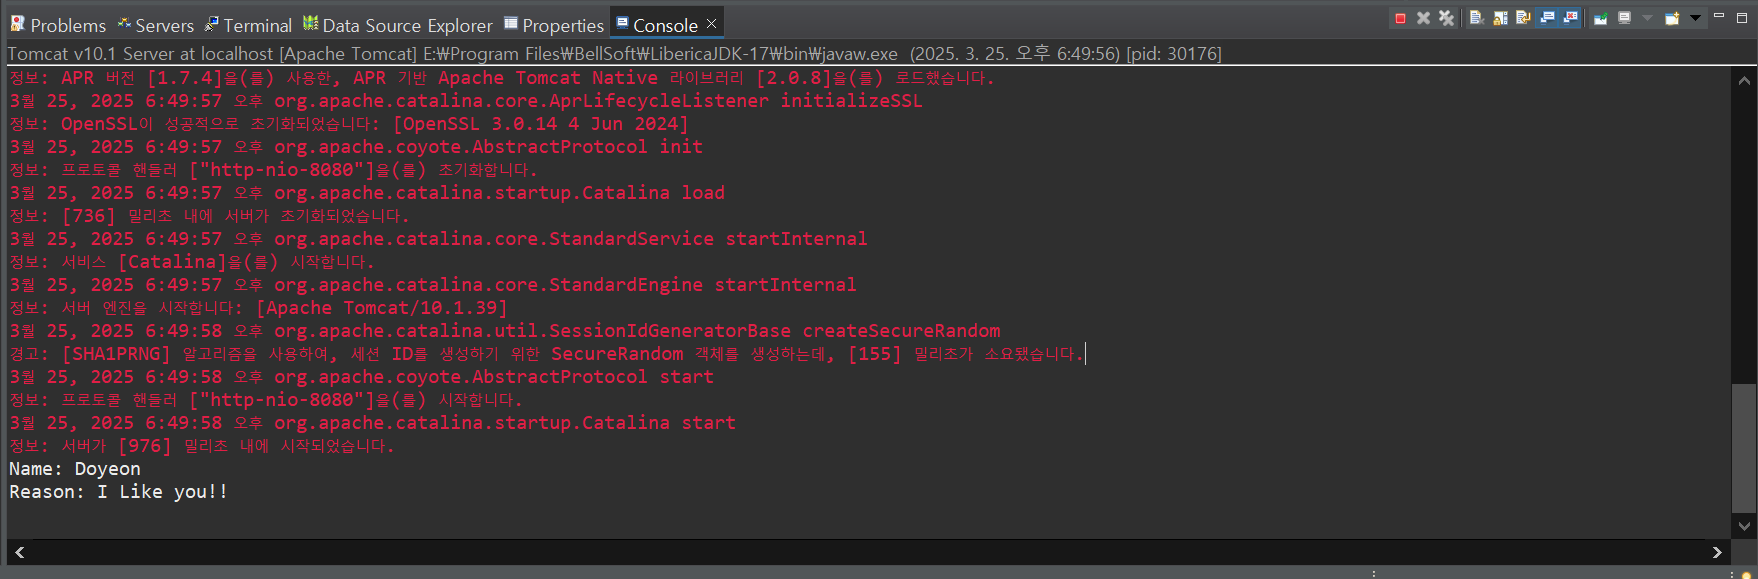 Problems Servers Terminal Data Source Explorer Properties Console
Tomcat v10.1 Server at localhost [Apache Tomcat] E:₩Program Files₩BellSoft₩LibericaJDK-17₩bin₩javaw.exe (2025. 3. 25. 오후 6:49:56) [pid: 30176]
정보: APR 버전 [1.7.4]을(를) 사용한, APR 기반 Apache Tomcat Native 라이브러리 [2.0.8]을(를) 로드했습니다.
3월 25, 2025 6:49:57 오후 org.apache.catalina.core.AprLifecycleListener initializeSSL
정보: OpenSSL이 성공적으로 초기화되었습니다: [OpenSSL 3.0.14 4 Jun 2024]
3월 25, 2025 6:49:57 오후 org.apache.coyote.AbstractProtocol init
정보: 프로토콜 핸들러 ["http-nio-8080"]을(를) 초기화합니다.
3월 25, 2025 6:49:57 오후 org.apache.catalina.startup.Catalina load
정보: [736] 밀리초 내에 서버가 초기화되었습니다.
3월 25, 2025 6:49:57 오후 org.apache.catalina.core.StandardService startInternal
정보: 서비스 [Catalina]을(를) 시작합니다.
3월 25, 2025 6:49:57 오후 org.apache.catalina.core.StandardEngine startInternal
정보: 서버 엔진을 시작합니다: [Apache Tomcat/10.1.39]
3월 25, 2025 6:49:58 오후 org.apache.catalina.util.SessionIdGeneratorBase createSecureRandom
경고: [SHA1PRNG] 알고리즘을 사용하여, 세션 ID를 생성하기 위한 SecureRandom 객체를 생성하는데, [155] 밀리초가 소요됐습니다.
3월 25, 2025 6:49:58 오후 org.apache.coyote.AbstractProtocol start
정보: 프로토콜 핸들러 ["http-nio-8080"]을(를) 시작합니다.
3월 25, 2025 6:49:58 오후 org.apache.catalina.startup.Catalina start
정보: 서버가 [976] 밀리초 내에 시작되었습니다.
Name: Doyeon
Reason: I Like you!!